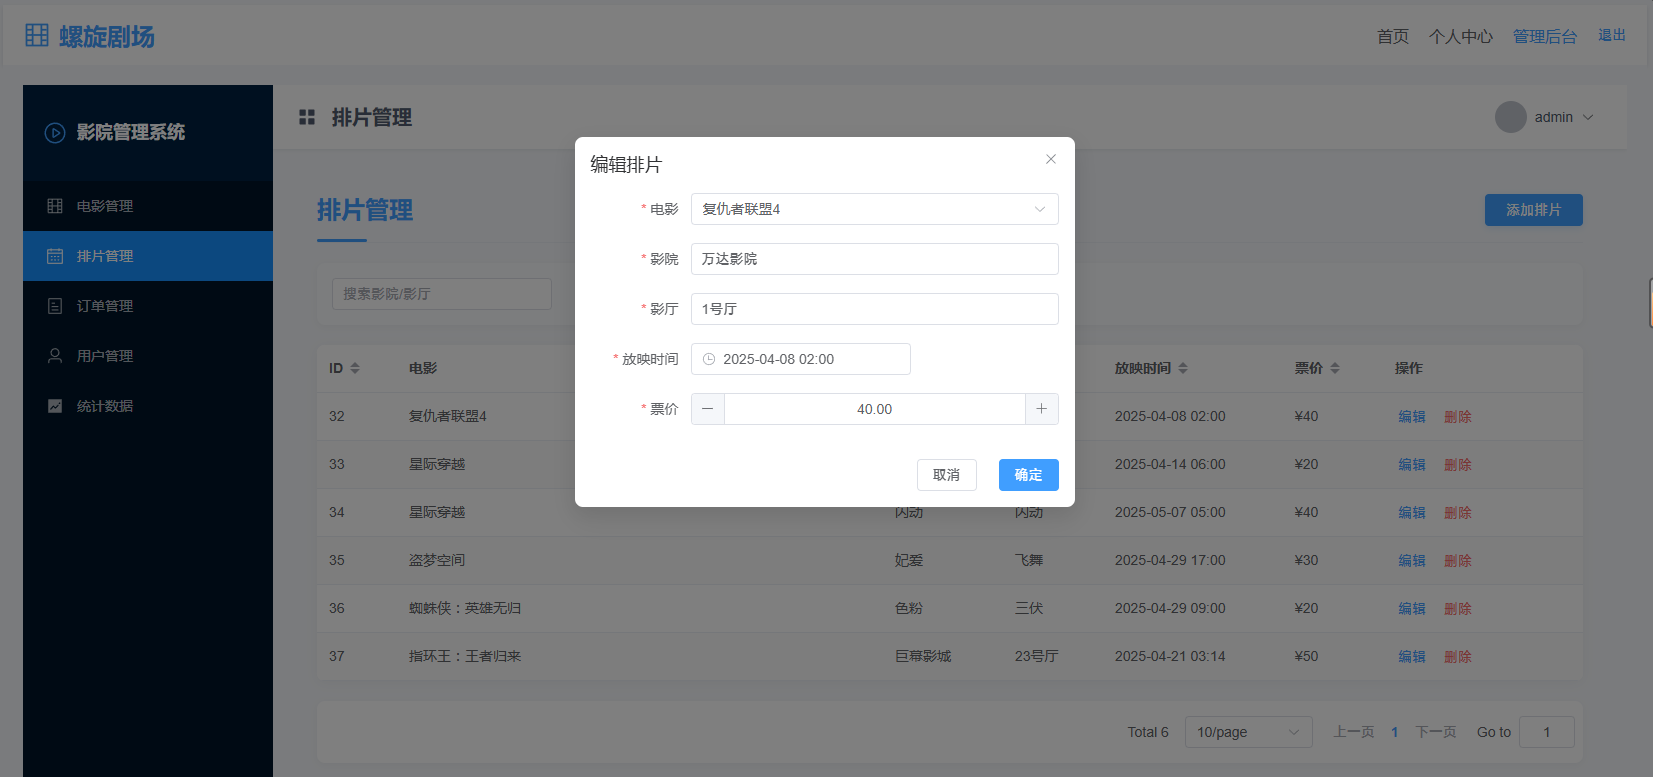 螺旋剧场
首页 个人中心 管理后台 退出
影院管理系统
电影管理
排片管理
订单管理
用户管理
统计数据
排片管理
admin
排片管理
添加排片
搜索影院/影厅
编辑排片
* 电影 复仇者联盟4
* 影院 万达影院
* 影厅 1号厅
* 放映时间 2025-04-08 02:00
* 票价 40.00
取消 确定
ID 电影 放映时间 票价 操作
32 复仇者联盟4 2025-04-08 02:00 ¥40 编辑 删除
33 星际穿越 2025-04-14 06:00 ¥20 编辑 删除
34 星际穿越 闪动 闪动 2025-05-07 05:00 ¥40 编辑 删除
35 盗梦空间 妃爱 飞舞 2025-04-29 17:00 ¥30 编辑 删除
36 蜘蛛侠：英雄无归 色粉 三伏 2025-04-29 09:00 ¥20 编辑 删除
37 指环王：王者归来 巨幕影城 23号厅 2025-04-21 03:14 ¥50 编辑 删除
Total 6 10/page 上一页 1 下一页 Go to 1